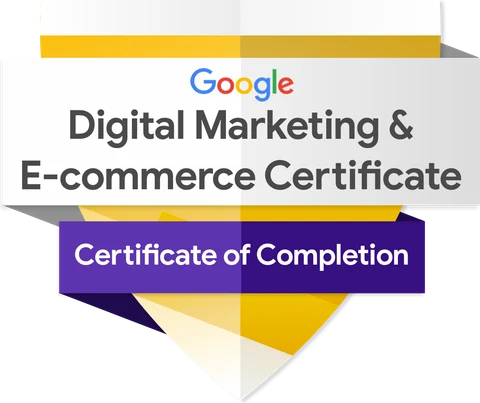 Google
Digital Marketing &
E-commerce Certificate
Certificate of Completion